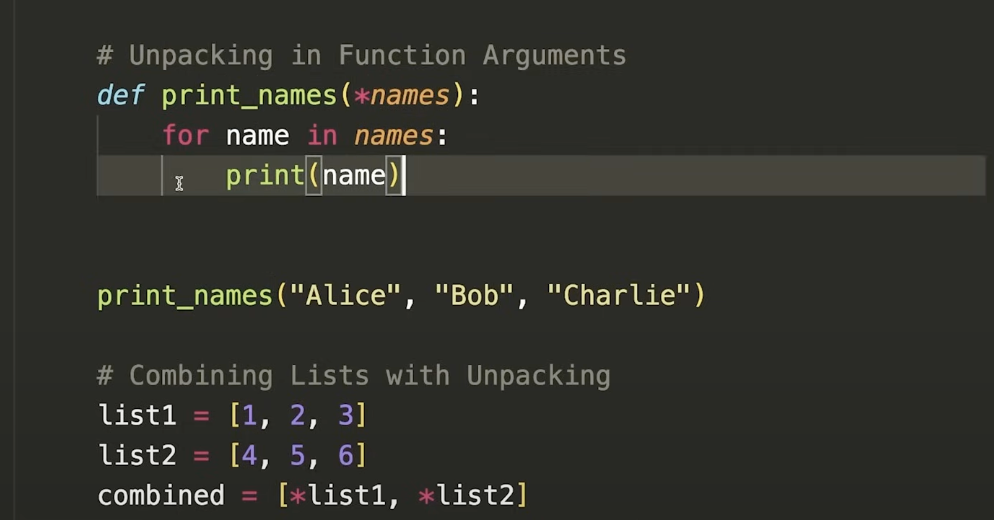 # Unpacking in Function Arguments
def print_names(*names):
    for name in names:
        print(name)
print_names("Alice", "Bob", "Charlie")
# Combining Lists with Unpacking
list1 = [1, 2, 3]
list2 = [4, 5, 6]
combined = [*list1, *list2]